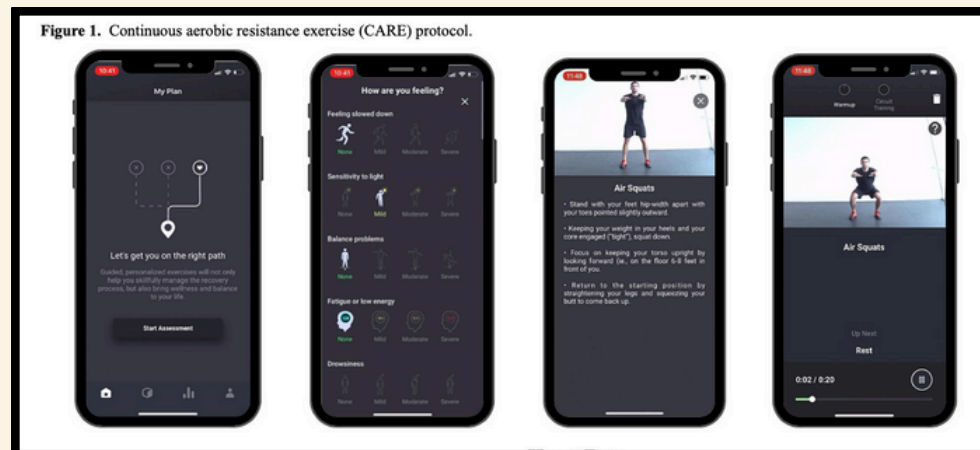 Figure 1. Continuous aerobic resistance exercise (CARE) protocol.
10:41
My Plan
Let's get you on the right path
Guided, personalized exercises will not only
help you skillfully manage the recovery
process, but also bring wellness and balance
to your life.
Start Assessment
10:41
How are you feeling?
Feeling slowed down
None Mild Moderate Severe
Sensitivity to light
None Mild Moderate Severe
Balance problems
None Mild Moderate Severe
Fatigue or low energy
None Mild Moderate Severe
Drowsiness
None Mild Moderate Severe
11:48
Air Squats
• Stand with your feet hip-width apart with
your toes pointed slightly outward.
• Keeping your weight in your heels and your
core engaged ("tight"), squat down.
• Focus on keeping your torso upright by
looking forward (ie., on the floor 6-8 feet in
front of you.
• Return to the starting position by
straightening your legs and squeezing your
butt to come back up.
11:48
Warmup
Circuit
Training
?
Air Squats
Up Next
Rest
0:02 / 0:20